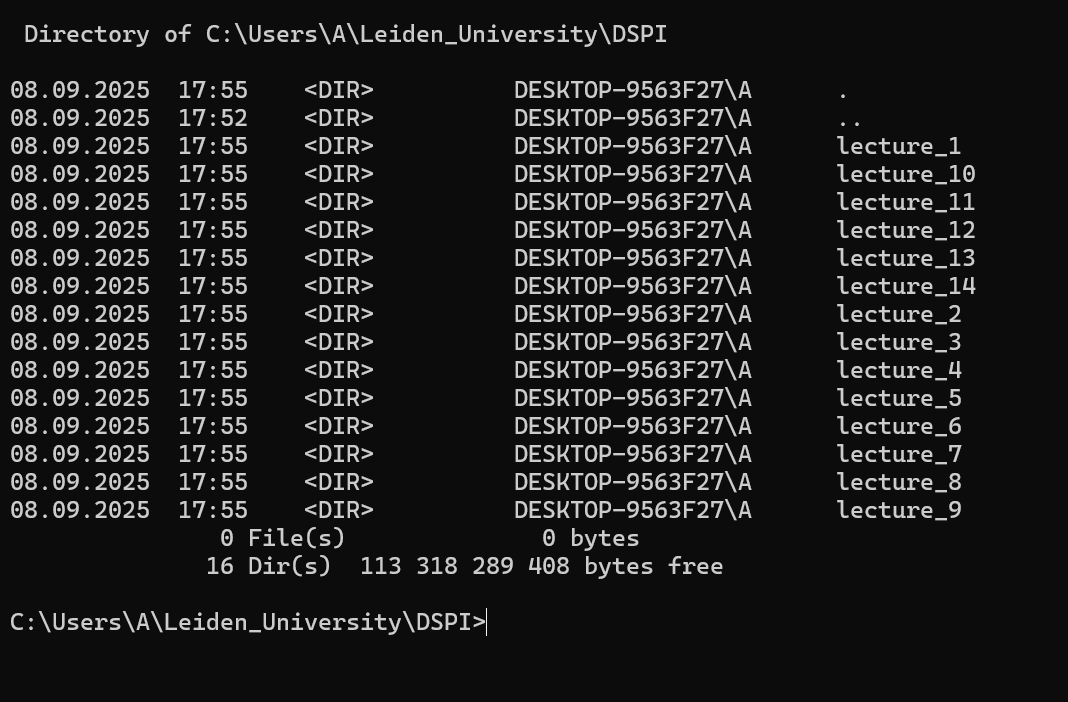 Directory of C:\Users\A\Leiden_University\DSPI
08.09.2025  17:55    <DIR>          DESKTOP-9563F27\A      .
08.09.2025  17:52    <DIR>          DESKTOP-9563F27\A      ..
08.09.2025  17:55    <DIR>          DESKTOP-9563F27\A      lecture_1
08.09.2025  17:55    <DIR>          DESKTOP-9563F27\A      lecture_10
08.09.2025  17:55    <DIR>          DESKTOP-9563F27\A      lecture_11
08.09.2025  17:55    <DIR>          DESKTOP-9563F27\A      lecture_12
08.09.2025  17:55    <DIR>          DESKTOP-9563F27\A      lecture_13
08.09.2025  17:55    <DIR>          DESKTOP-9563F27\A      lecture_14
08.09.2025  17:55    <DIR>          DESKTOP-9563F27\A      lecture_2
08.09.2025  17:55    <DIR>          DESKTOP-9563F27\A      lecture_3
08.09.2025  17:55    <DIR>          DESKTOP-9563F27\A      lecture_4
08.09.2025  17:55    <DIR>          DESKTOP-9563F27\A      lecture_5
08.09.2025  17:55    <DIR>          DESKTOP-9563F27\A      lecture_6
08.09.2025  17:55    <DIR>          DESKTOP-9563F27\A      lecture_7
08.09.2025  17:55    <DIR>          DESKTOP-9563F27\A      lecture_8
08.09.2025  17:55    <DIR>          DESKTOP-9563F27\A      lecture_9
               0 File(s)              0 bytes
              16 Dir(s)  113 318 289 408 bytes free
C:\Users\A\Leiden_University\DSPI>